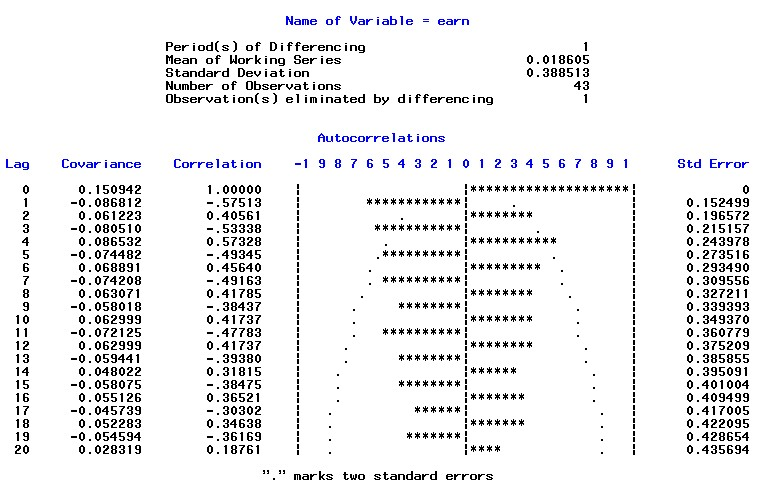 Name of Variable = earn
Period(s) of Differencing 1
Mean of Working Series 0.018605
Standard Deviation 0.388513
Number of Observations 43
Observation(s) eliminated by differencing 1
Autocorrelations
Lag Covariance Correlation -1 9 8 7 6 5 4 3 2 1 0 1 2 3 4 5 6 7 8 9 1 Std Error
0 0.150942 1.00000 | |********************| 0
1 -0.086812 -.57513 | ************| . | 0.152499
2 0.061223 0.40561 | . |******** | 0.196572
3 -0.080510 -.53338 | ***********| . | 0.215157
4 0.086532 0.57328 | . |*********** | 0.243978
5 -0.074482 -.49345 | .**********| . | 0.273516
6 0.068891 0.45640 | . |********* . | 0.293490
7 -0.074208 -.49163 | . **********| . | 0.309556
8 0.063071 0.41785 | . |******** . | 0.327211
9 -0.058018 -.38437 | . ********| . | 0.339393
10 0.062999 0.41737 | . |******** . | 0.349370
11 -0.072125 -.47783 | . **********| . | 0.360779
12 0.062999 0.41737 | . |******** . | 0.375209
13 -0.059441 -.39380 | . ********| . | 0.385855
14 0.048022 0.31815 | . |****** . | 0.395091
15 -0.058075 -.38475 | . ********| . | 0.401004
16 0.055126 0.36521 | . |******* . | 0.409499
17 -0.045739 -.30302 | . ******| . | 0.417005
18 0.052283 0.34638 | . |******* . | 0.422095
19 -0.054594 -.36169 | . *******| . | 0.428654
20 0.028319 0.18761 | . |**** . | 0.435694
"." marks two standard errors